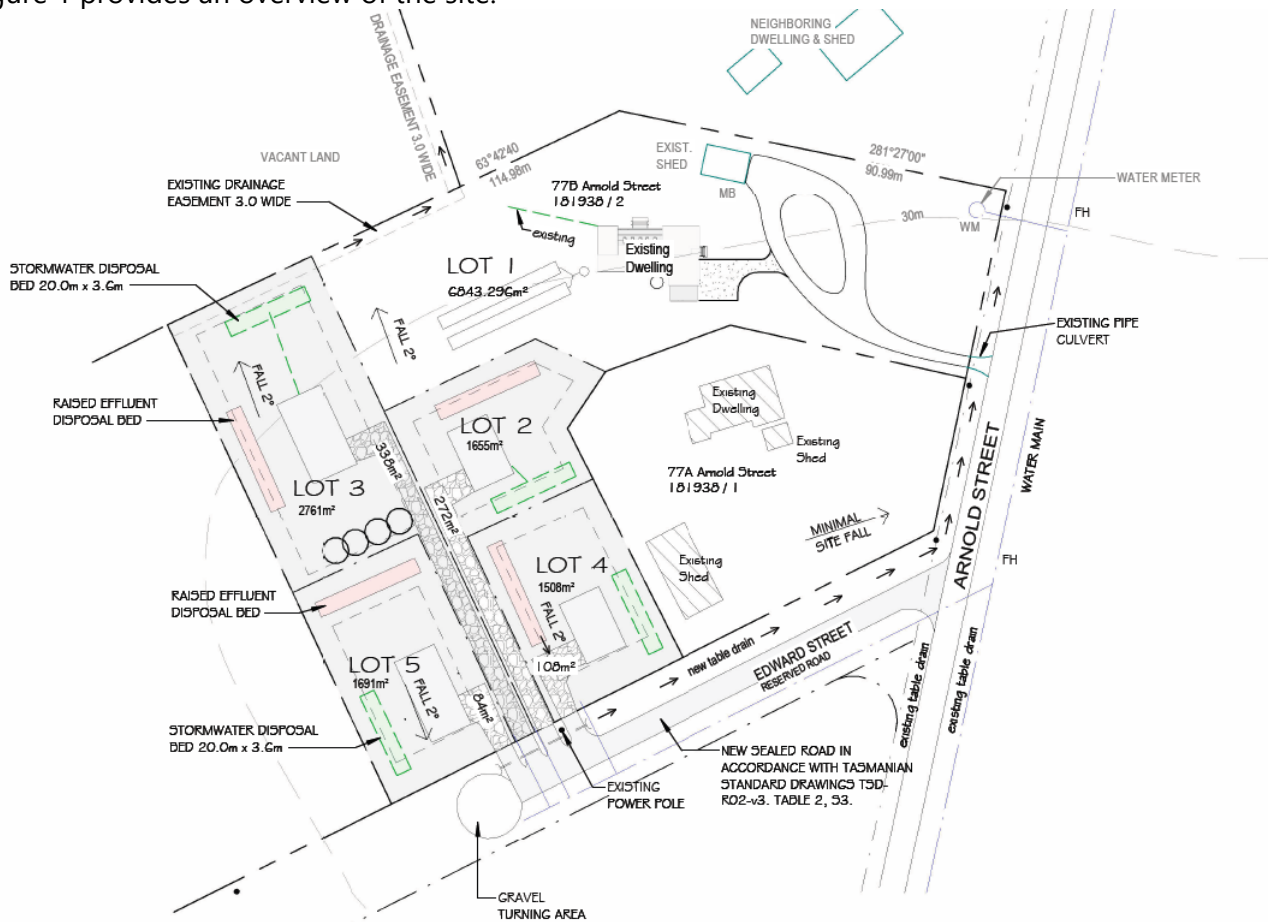 igure 4 provides an overview of the site.
NEIGHBORING
DWELLING & SHED
DRAINAGE EASEMENT 3.0 WIDE
VACANT LAND
63°42'40
114.98m
EXIST.
SHED
MB
281°27'00"
90.99m
WATER METER
EXISTING DRAINAGE
EASEMENT 3.0 WIDE
77B Arnold Street
181938 / 2
existing
30m
WM
FH
Existing
Dwelling
STORMWATER DISPOSAL
BED 20.0m x 3.6m
LOT 1
6843.296m²
FALL 2°
EXISTING PIPE
CULVERT
FALL 2°
RAISED EFFLUENT
DISPOSAL BED
LOT 2
1655m²
Existing
Dwelling
Existing
Shed
338m²
LOT 3
2761m²
272m²
77A Arnold Street
181938 / 1
ARNOLD STREET
WATER MAIN
MINIMAL
SITE FALL
LOT 4
1508m²
FALL 2°
Existing
Shed
FH
RAISED EFFLUENT
DISPOSAL BED
108m²
new table drain
EDWARD STREET
RESERVED ROAD
LOT 5
1691m²
FALL 2°
84m²
existing table drain
existing table drain
STORMWATER DISPOSAL
BED 20.0m x 3.6m
NEW SEALED ROAD IN
ACCORDANCE WITH TASMANIAN
STANDARD DRAWINGS TSD-
R02-v3. TABLE 2, S3.
EXISTING
POWER POLE
GRAVEL
TURNING AREA